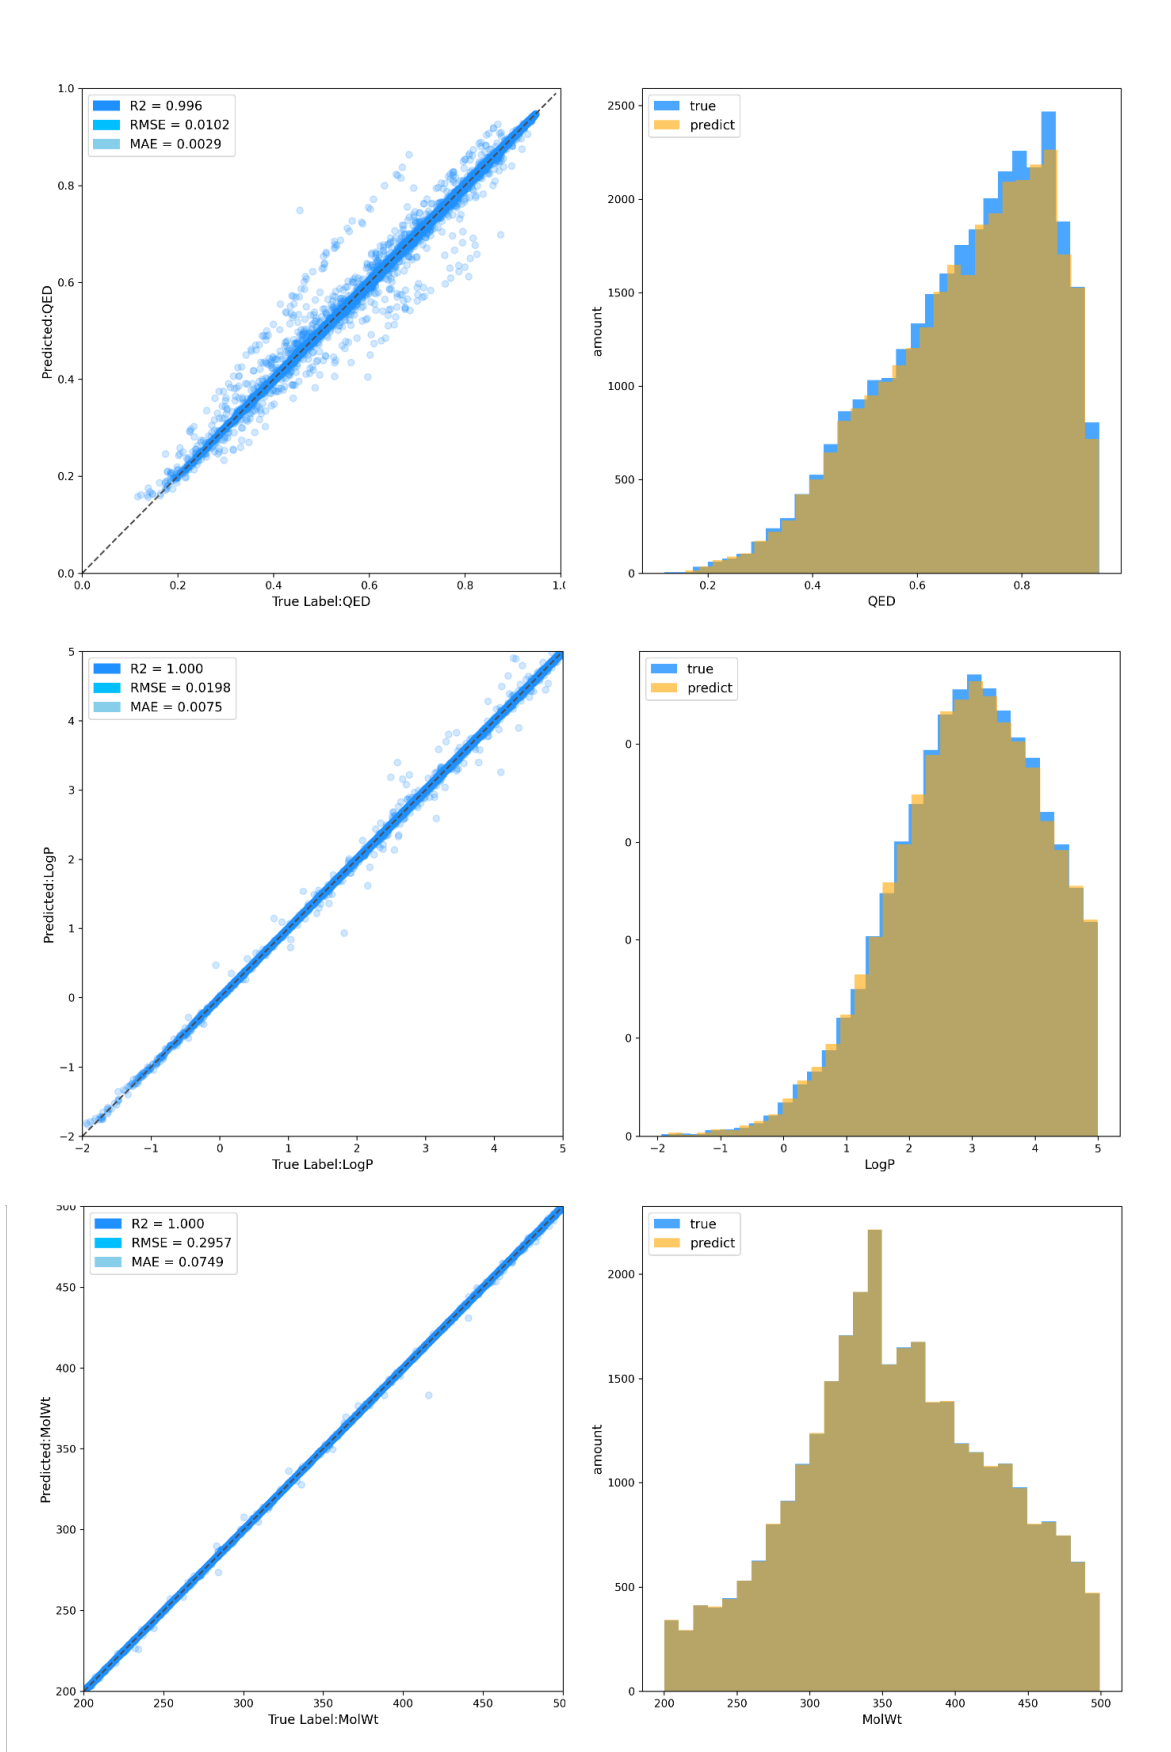 R2 = 0.996
RMSE = 0.0102
MAE = 0.0029
1.0
0.8
0.6
0.4
0.2
0.0
Predicted:QED
0.0 0.2 0.4 0.6 0.8 1.0
True Label:QED
true
predict
2500
2000
1500
1000
500
0
amount
0.2 0.4 0.6 0.8
QED
R2 = 1.000
RMSE = 0.0198
MAE = 0.0075
5
4
3
2
1
0
−1
−2
Predicted:LogP
−2 −1 0 1 2 3 4 5
True Label:LogP
true
predict
0
0
0
0
0
−2 −1 0 1 2 3 4 5
LogP
R2 = 1.000
RMSE = 0.2957
MAE = 0.0749
500
450
400
350
300
250
200
Predicted:MolWt
200 250 300 350 400 450 50
True Label:MolWt
true
predict
2000
1500
1000
500
0
amount
200 250 300 350 400 450 500
MolWt